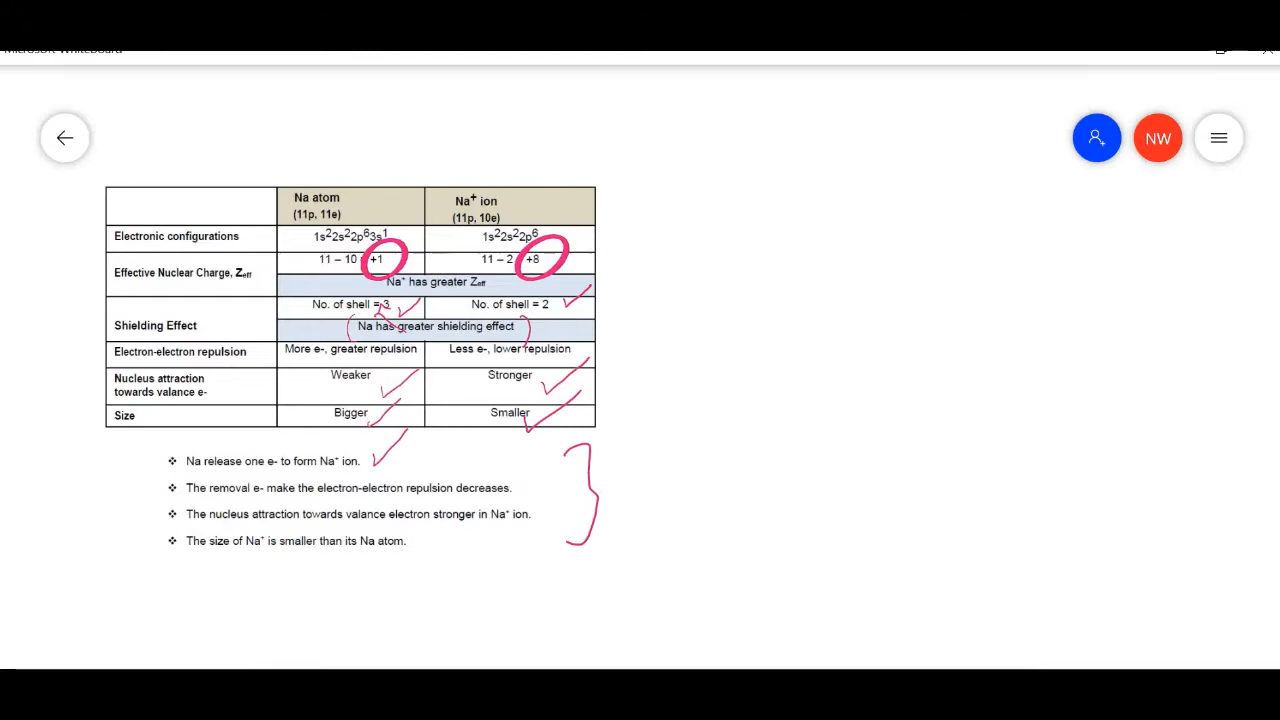 Microsoft Whiteboard
NW
Na atom
(11p, 11e)
Na+ ion
(11p, 10e)
Electronic configurations
1s²2s²2p⁶3s¹
1s²2s²2p⁶
Effective Nuclear Charge, Zeff
11 – 10 +1
11 – 2 +8
Na⁺ has greater Zeff
Shielding Effect
No. of shell = 3
No. of shell = 2
Na has greater shielding effect
Electron-electron repulsion
More e-, greater repulsion
Less e-, lower repulsion
Nucleus attraction
towards valance e-
Weaker
Stronger
Size
Bigger
Smaller
❖ Na release one e- to form Na⁺ ion.
❖ The removal e- make the electron-electron repulsion decreases.
❖ The nucleus attraction towards valance electron stronger in Na⁺ ion.
❖ The size of Na⁺ is smaller than its Na atom.